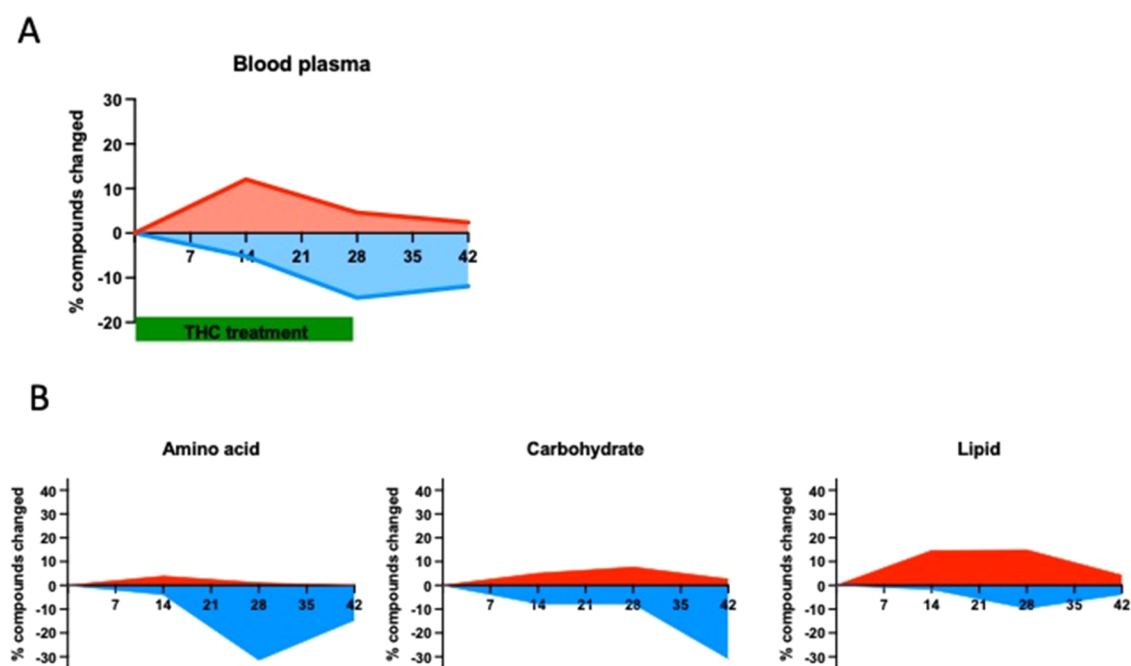 A
Blood plasma
% compounds changed
30
20
10
0
-10
-20
7 14 21 28 35 42
THC treatment
B
Amino acid
% compounds changed
40
30
20
10
0
-10
-20
-30
7 14 21 28 35 42
Carbohydrate
% compounds changed
40
30
20
10
0
-10
-20
-30
7 14 21 28 35 42
Lipid
% compounds changed
40
30
20
10
0
-10
-20
-30
7 14 21 28 35 42